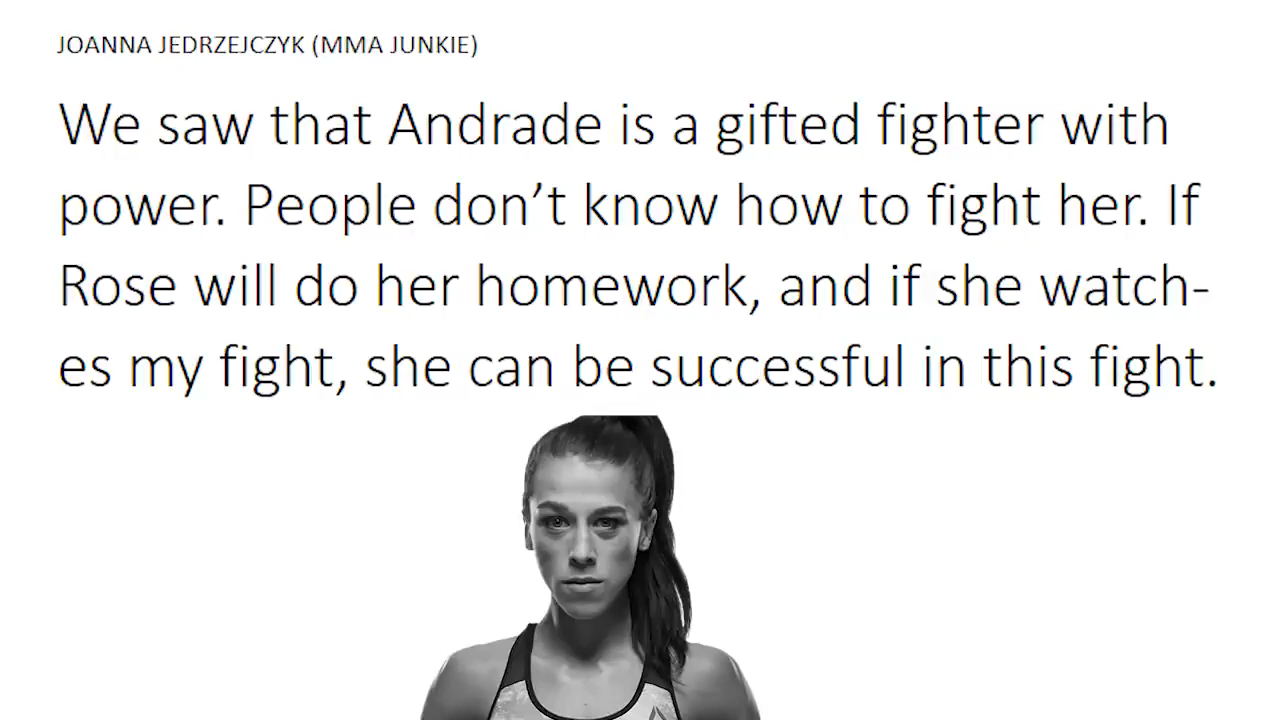 JOANNA JEDRZEJCZYK (MMA JUNKIE)
We saw that Andrade is a gifted fighter with
power. People don’t know how to fight her. If
Rose will do her homework, and if she watch-
es my fight, she can be successful in this fight.